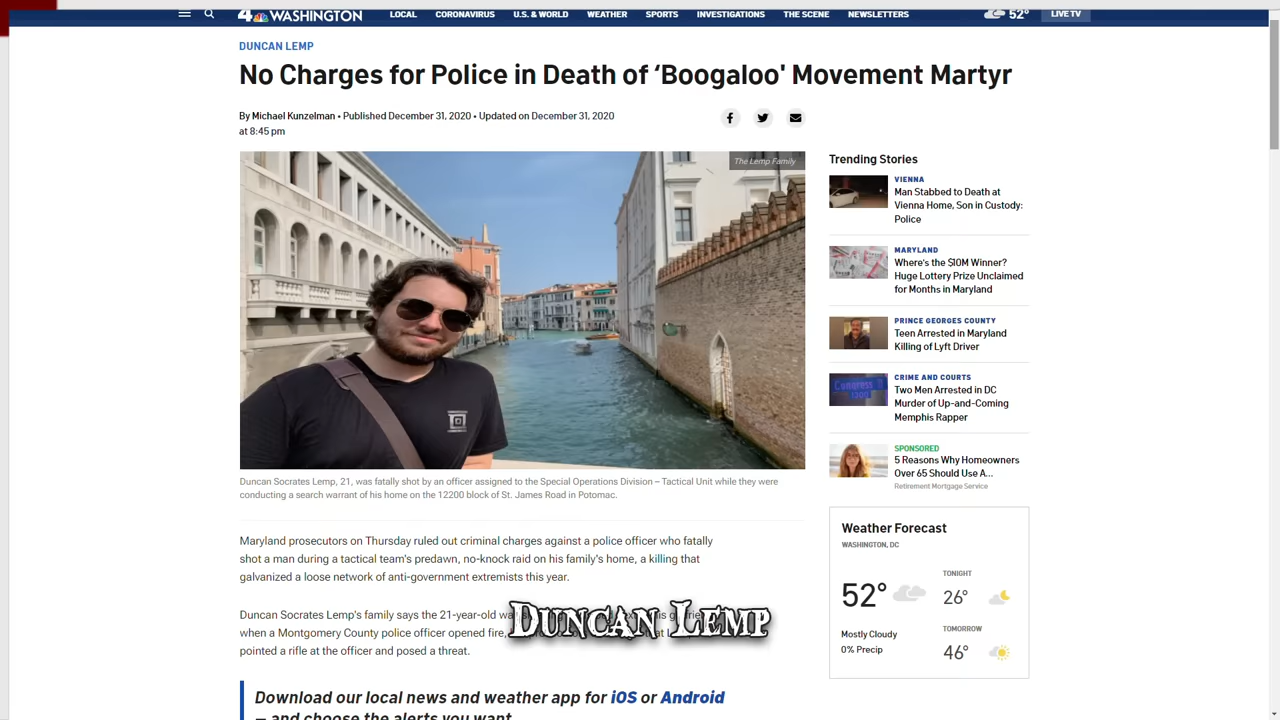 4 WASHINGTON LOCAL CORONAVIRUS U.S. & WORLD WEATHER SPORTS INVESTIGATIONS THE SCENE NEWSLETTERS 52° LIVE TV
DUNCAN LEMP
No Charges for Police in Death of ‘Boogaloo' Movement Martyr
By Michael Kunzelman • Published December 31, 2020 • Updated on December 31, 2020
at 8:45 pm
The Lemp Family
Duncan Socrates Lemp, 21, was fatally shot by an officer assigned to the Special Operations Division – Tactical Unit while they were
conducting a search warrant of his home on the 12200 block of St. James Road in Potomac.
Maryland prosecutors on Thursday ruled out criminal charges against a police officer who fatally
shot a man during a tactical team's predawn, no-knock raid on his family's home, a killing that
galvanized a loose network of anti-government extremists this year.
Duncan Socrates Lemp's family says the 21-year-old
when a Montgomery County police officer opened fire,
pointed a rifle at the officer and posed a threat.
Duncan Lemp
Download our local news and weather app for iOS or Android
— and choose the alerts you want.
Trending Stories
VIENNA
Man Stabbed to Death at
Vienna Home, Son in Custody:
Police
MARYLAND
Where's the $10M Winner?
Huge Lottery Prize Unclaimed
for Months in Maryland
PRINCE GEORGES COUNTY
Teen Arrested in Maryland
Killing of Lyft Driver
CRIME AND COURTS
Two Men Arrested in DC
Murder of Up-and-Coming
Memphis Rapper
SPONSORED
5 Reasons Why Homeowners
Over 65 Should Use A...
Retirement Mortgage Service
Weather Forecast
WASHINGTON, DC
52°
Mostly Cloudy
0% Precip
TONIGHT
26°
TOMORROW
46°